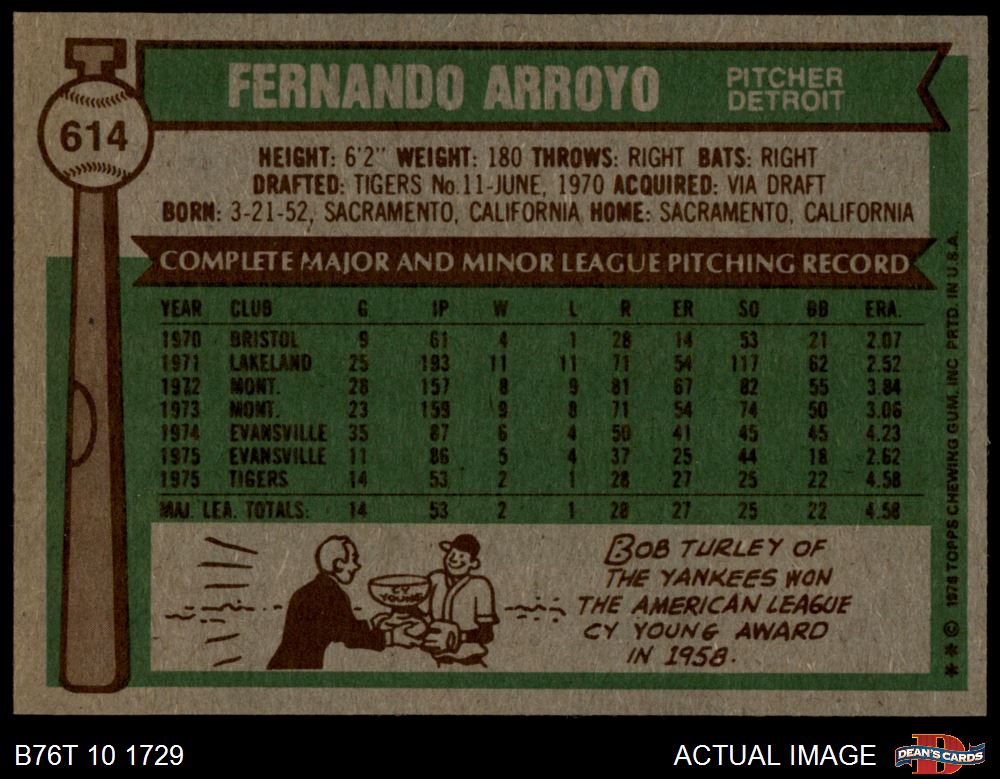 614
FERNANDO ARROYO
PITCHER
DETROIT
HEIGHT: 6'2" WEIGHT: 180 THROWS: RIGHT BATS: RIGHT
DRAFTED: TIGERS No.11-JUNE, 1970 ACQUIRED: VIA DRAFT
BORN: 3-21-52, SACRAMENTO, CALIFORNIA HOME: SACRAMENTO, CALIFORNIA
COMPLETE MAJOR AND MINOR LEAGUE PITCHING RECORD
YEAR CLUB G IP W L R ER SO BB ERA.
1970 BRISTOL 9 61 4 1 28 14 53 21 2.07
1971 LAKELAND 25 193 11 11 71 54 117 62 2.52
1972 MONT. 28 157 8 9 81 67 82 55 3.84
1973 MONT. 23 159 9 8 71 54 74 50 3.06
1974 EVANSVILLE 35 87 6 4 50 41 45 45 4.23
1975 EVANSVILLE 11 86 5 4 37 25 44 18 2.62
1975 TIGERS 14 53 2 1 28 27 25 22 4.58
MAJ. LEA. TOTALS: 14 53 2 1 28 27 25 22 4.58
CY
YOUNG
BOB TURLEY OF
THE YANKEES WON
THE AMERICAN LEAGUE
CY YOUNG AWARD
IN 1958.
** © 1976 TOPPS CHEWING GUM, INC PRTD. IN U.S.A.
B76T 10 1729
ACTUAL IMAGE
D
DEAN'S CARDS